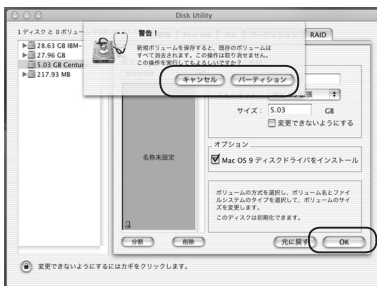 Disk Utility
1 ディスク と 0 ボリューム
28.63 GB IBM-
27.96 GB
5.03 GB Centur
217.93 MB
警告！
新規ボリュームを保存すると、既存のボリュームは
すべて消去されます。この操作は取り消せません。
この操作を実行してもよろしいですか？
キャンセル
パーティション
RAID
張
サイズ： 5.03 GB
変更できないようにする
名称未設定
オプション
Mac OS 9 ディスクドライバをインストール
ボリュームの方式を選択し、ボリューム名とファイ
ルシステムのタイプを選択して、ボリュームのサイ
ズを変更します。
このディスクは初期化できます。
分割
削除
元に戻す
OK
変更できないようにするにはカギをクリックします。